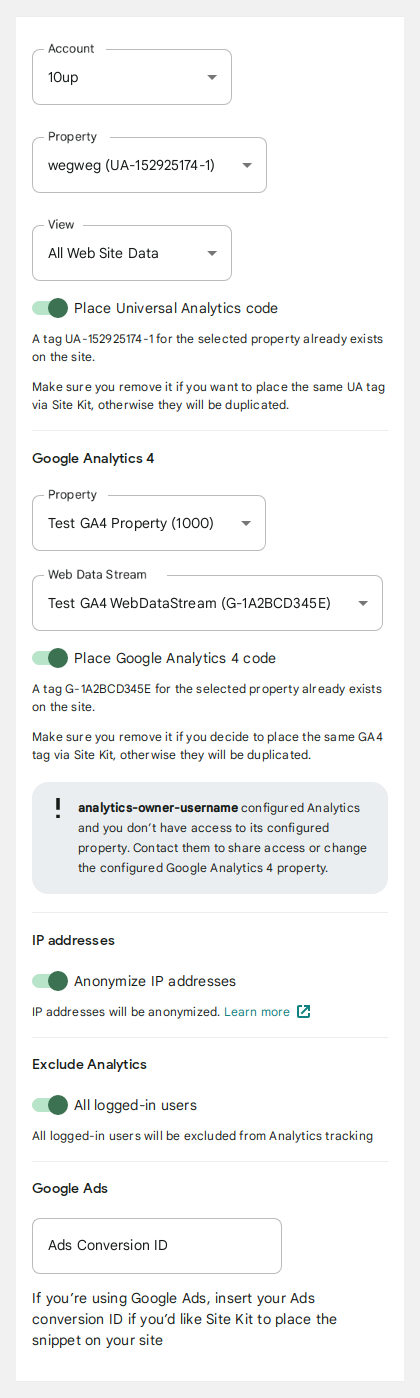 Account
10up
Property
wegweg (UA-152925174-1)
View
All Web Site Data
Place Universal Analytics code
A tag UA-152925174-1 for the selected property already exists
on the site.
Make sure you remove it if you want to place the same UA tag
via Site Kit, otherwise they will be duplicated.
Google Analytics 4
Property
Test GA4 Property (1000)
Web Data Stream
Test GA4 WebDataStream (G-1A2BCD345E)
Place Google Analytics 4 code
A tag G-1A2BCD345E for the selected property already exists
on the site.
Make sure you remove it if you decide to place the same GA4
tag via Site Kit, otherwise they will be duplicated.
! analytics-owner-username configured Analytics
and you don’t have access to its configured
property. Contact them to share access or change
the configured Google Analytics 4 property.
IP addresses
Anonymize IP addresses
IP addresses will be anonymized. Learn more
Exclude Analytics
All logged-in users
All logged-in users will be excluded from Analytics tracking
Google Ads
Ads Conversion ID
If you’re using Google Ads, insert your Ads
conversion ID if you’d like Site Kit to place the
snippet on your site